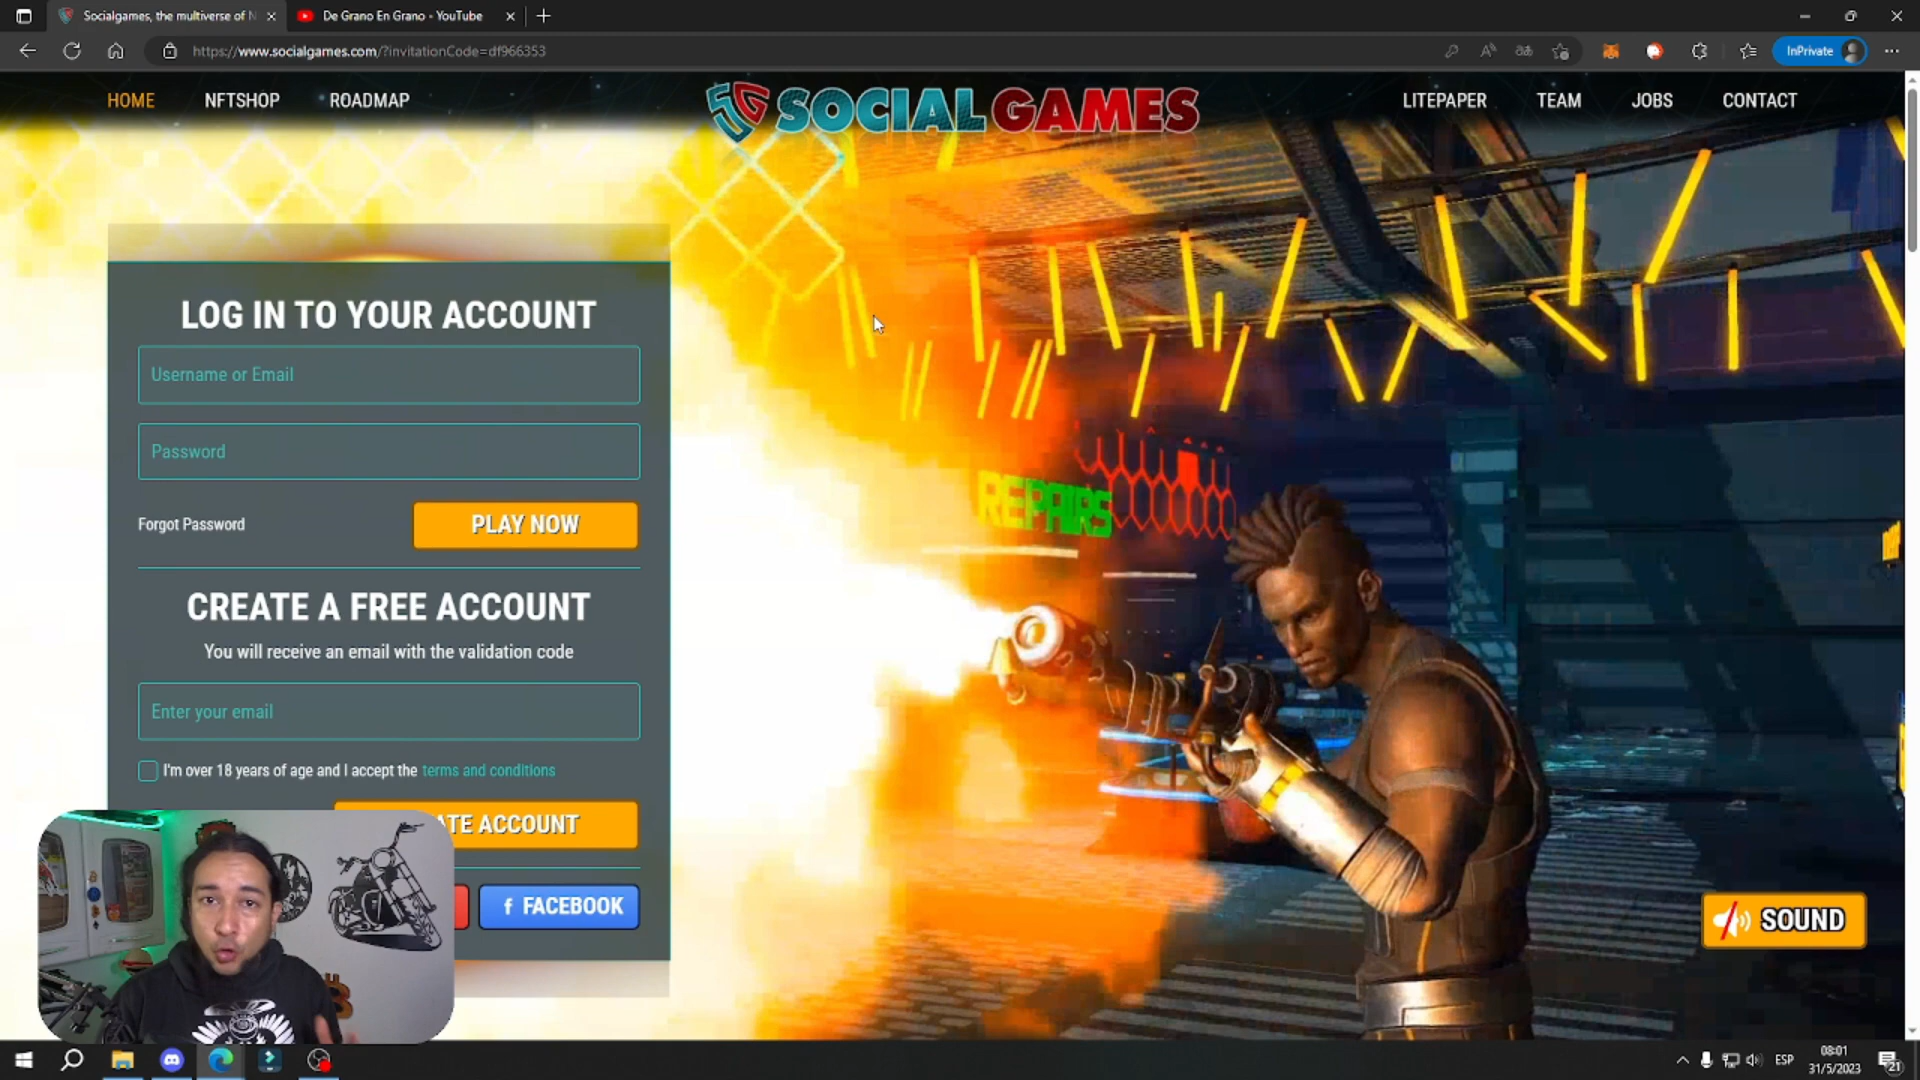 Socialgames, the multiverse of N
De Grano En Grano - YouTube
https://www.socialgames.com/?invitationCode=df966353
InPrivate
HOME
NFTSHOP
ROADMAP
SG SOCIAL GAMES
LITEPAPER
TEAM
JOBS
CONTACT
LOG IN TO YOUR ACCOUNT
Username or Email
Password
Forgot Password
PLAY NOW
CREATE A FREE ACCOUNT
You will receive an email with the validation code
Enter your email
I'm over 18 years of age and I accept the terms and conditions
ATE ACCOUNT
f FACEBOOK
REPAIRS
SOUND
ESP
08:01
31/5/2023
21